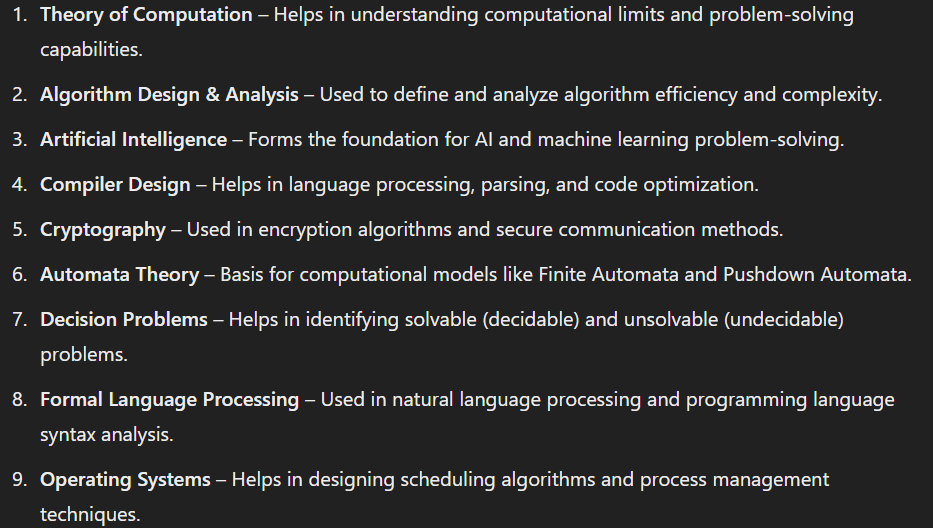 1. Theory of Computation – Helps in understanding computational limits and problem-solving
capabilities.
2. Algorithm Design & Analysis – Used to define and analyze algorithm efficiency and complexity.
3. Artificial Intelligence – Forms the foundation for AI and machine learning problem-solving.
4. Compiler Design – Helps in language processing, parsing, and code optimization.
5. Cryptography – Used in encryption algorithms and secure communication methods.
6. Automata Theory – Basis for computational models like Finite Automata and Pushdown Automata.
7. Decision Problems – Helps in identifying solvable (decidable) and unsolvable (undecidable)
problems.
8. Formal Language Processing – Used in natural language processing and programming language
syntax analysis.
9. Operating Systems – Helps in designing scheduling algorithms and process management
techniques.